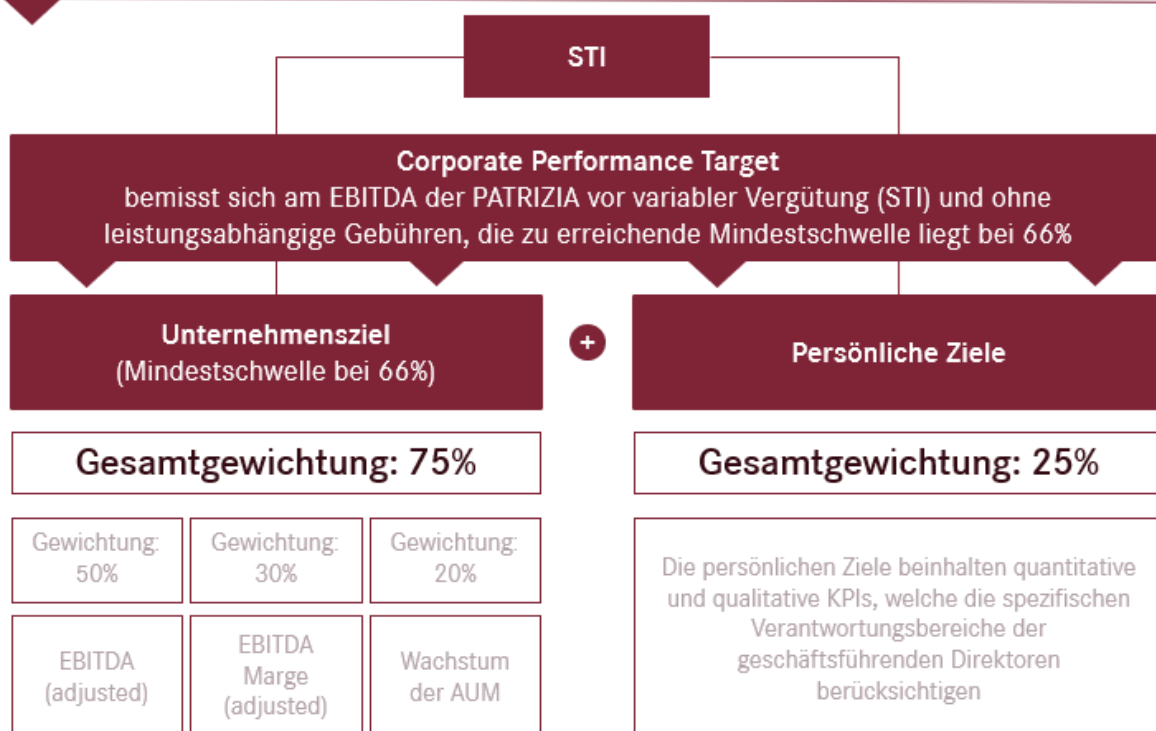 STI
Corporate Performance Target
bemisst sich am EBITDA der PATRIZIA vor variabler Vergütung (STI) und ohne
leistungsabhängige Gebühren, die zu erreichende Mindestschwelle liegt bei 66%
Unternehmensziel
(Mindestschwelle bei 66%)
+
Persönliche Ziele
Gesamtgewichtung: 75%
Gesamtgewichtung: 25%
Gewichtung:
50%
Gewichtung:
30%
Gewichtung:
20%
EBITDA
(adjusted)
EBITDA
Marge
(adjusted)
Wachstum
der AUM
Die persönlichen Ziele beinhalten quantitative
und qualitative KPIs, welche die spezifischen
Verantwortungsbereiche der
geschäftsführenden Direktoren
berücksichtigen